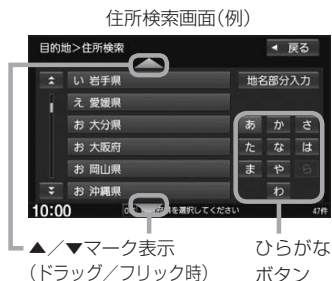 住所検索画面（例）
目的地>住所検索
◀ 戻る
い 岩手県
地名部分入力
え 愛媛県
お 大分県
あ か さ
お 大阪府
た な は
お 岡山県
ま や ら
お 沖縄県
わ
10:00
県を選択してください
47件
▲／▼マーク表示
（ドラッグ／フリック時）
ひらがな
ボタン